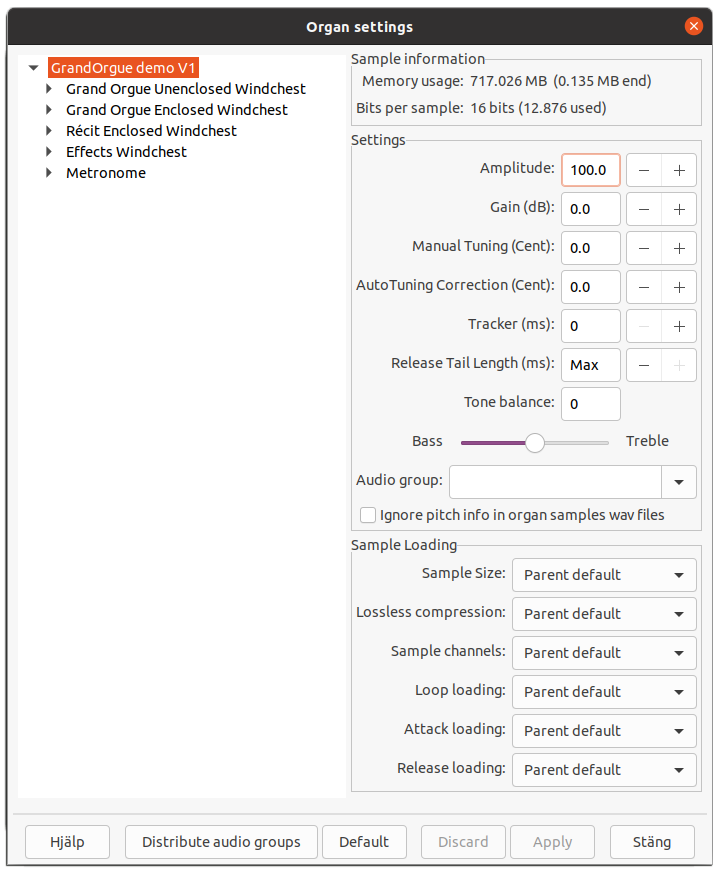 Organ settings
GrandOrgue demo V1
Grand Orgue Unenclosed Windchest
Grand Orgue Enclosed Windchest
Récit Enclosed Windchest
Effects Windchest
Metronome
Sample information
Memory usage: 717.026 MB (0.135 MB end)
Bits per sample: 16 bits (12.876 used)
Settings
Amplitude: 100.0 − +
Gain (dB): 0.0 − +
Manual Tuning (Cent): 0.0 − +
AutoTuning Correction (Cent): 0.0 − +
Tracker (ms): 0 − +
Release Tail Length (ms): Max − +
Tone balance: 0
Bass Treble
Audio group:
Ignore pitch info in organ samples wav files
Sample Loading
Sample Size: Parent default
Lossless compression: Parent default
Sample channels: Parent default
Loop loading: Parent default
Attack loading: Parent default
Release loading: Parent default
Hjälp Distribute audio groups Default Discard Apply Stäng